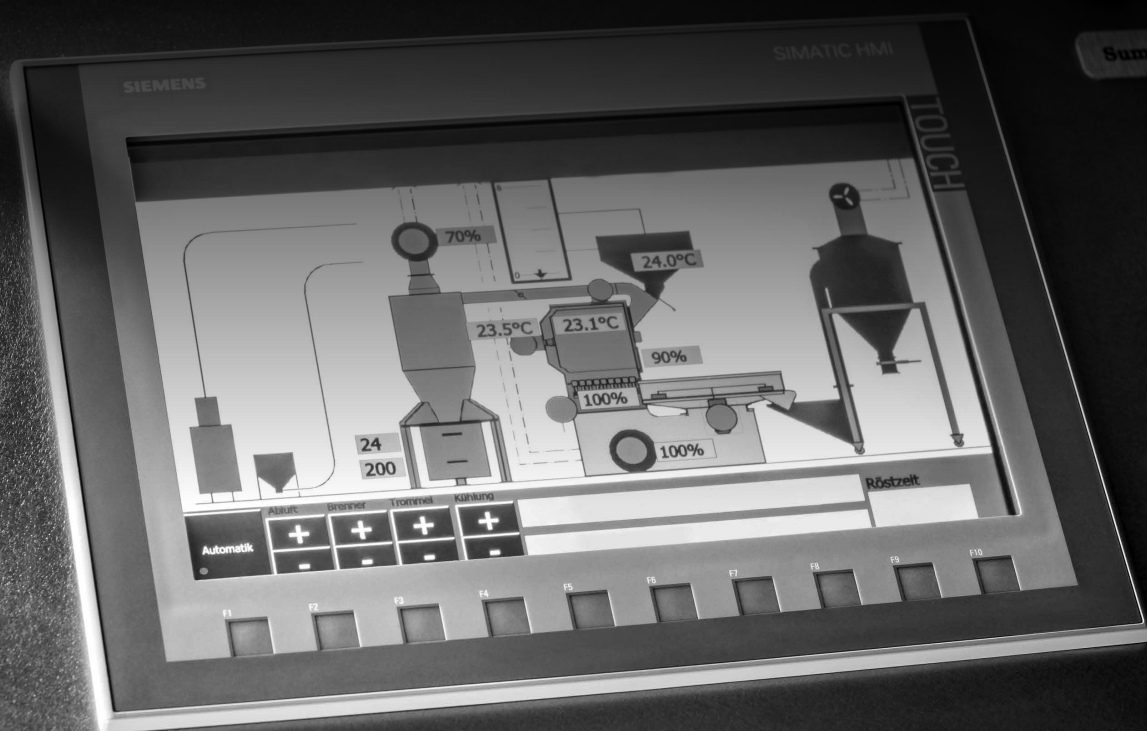 SIEMENS
SIMATIC HMI
TOUCH
70%
0
24.0°C
23.5°C
23.1°C
90%
100%
24
200
100%
Röstzeit
Abluft
Brenner
Trommel
Kühlung
+
+
+
+
-
-
-
-
Automatik
F1
F2
F3
F4
F5
F6
F7
F8
F9
F10